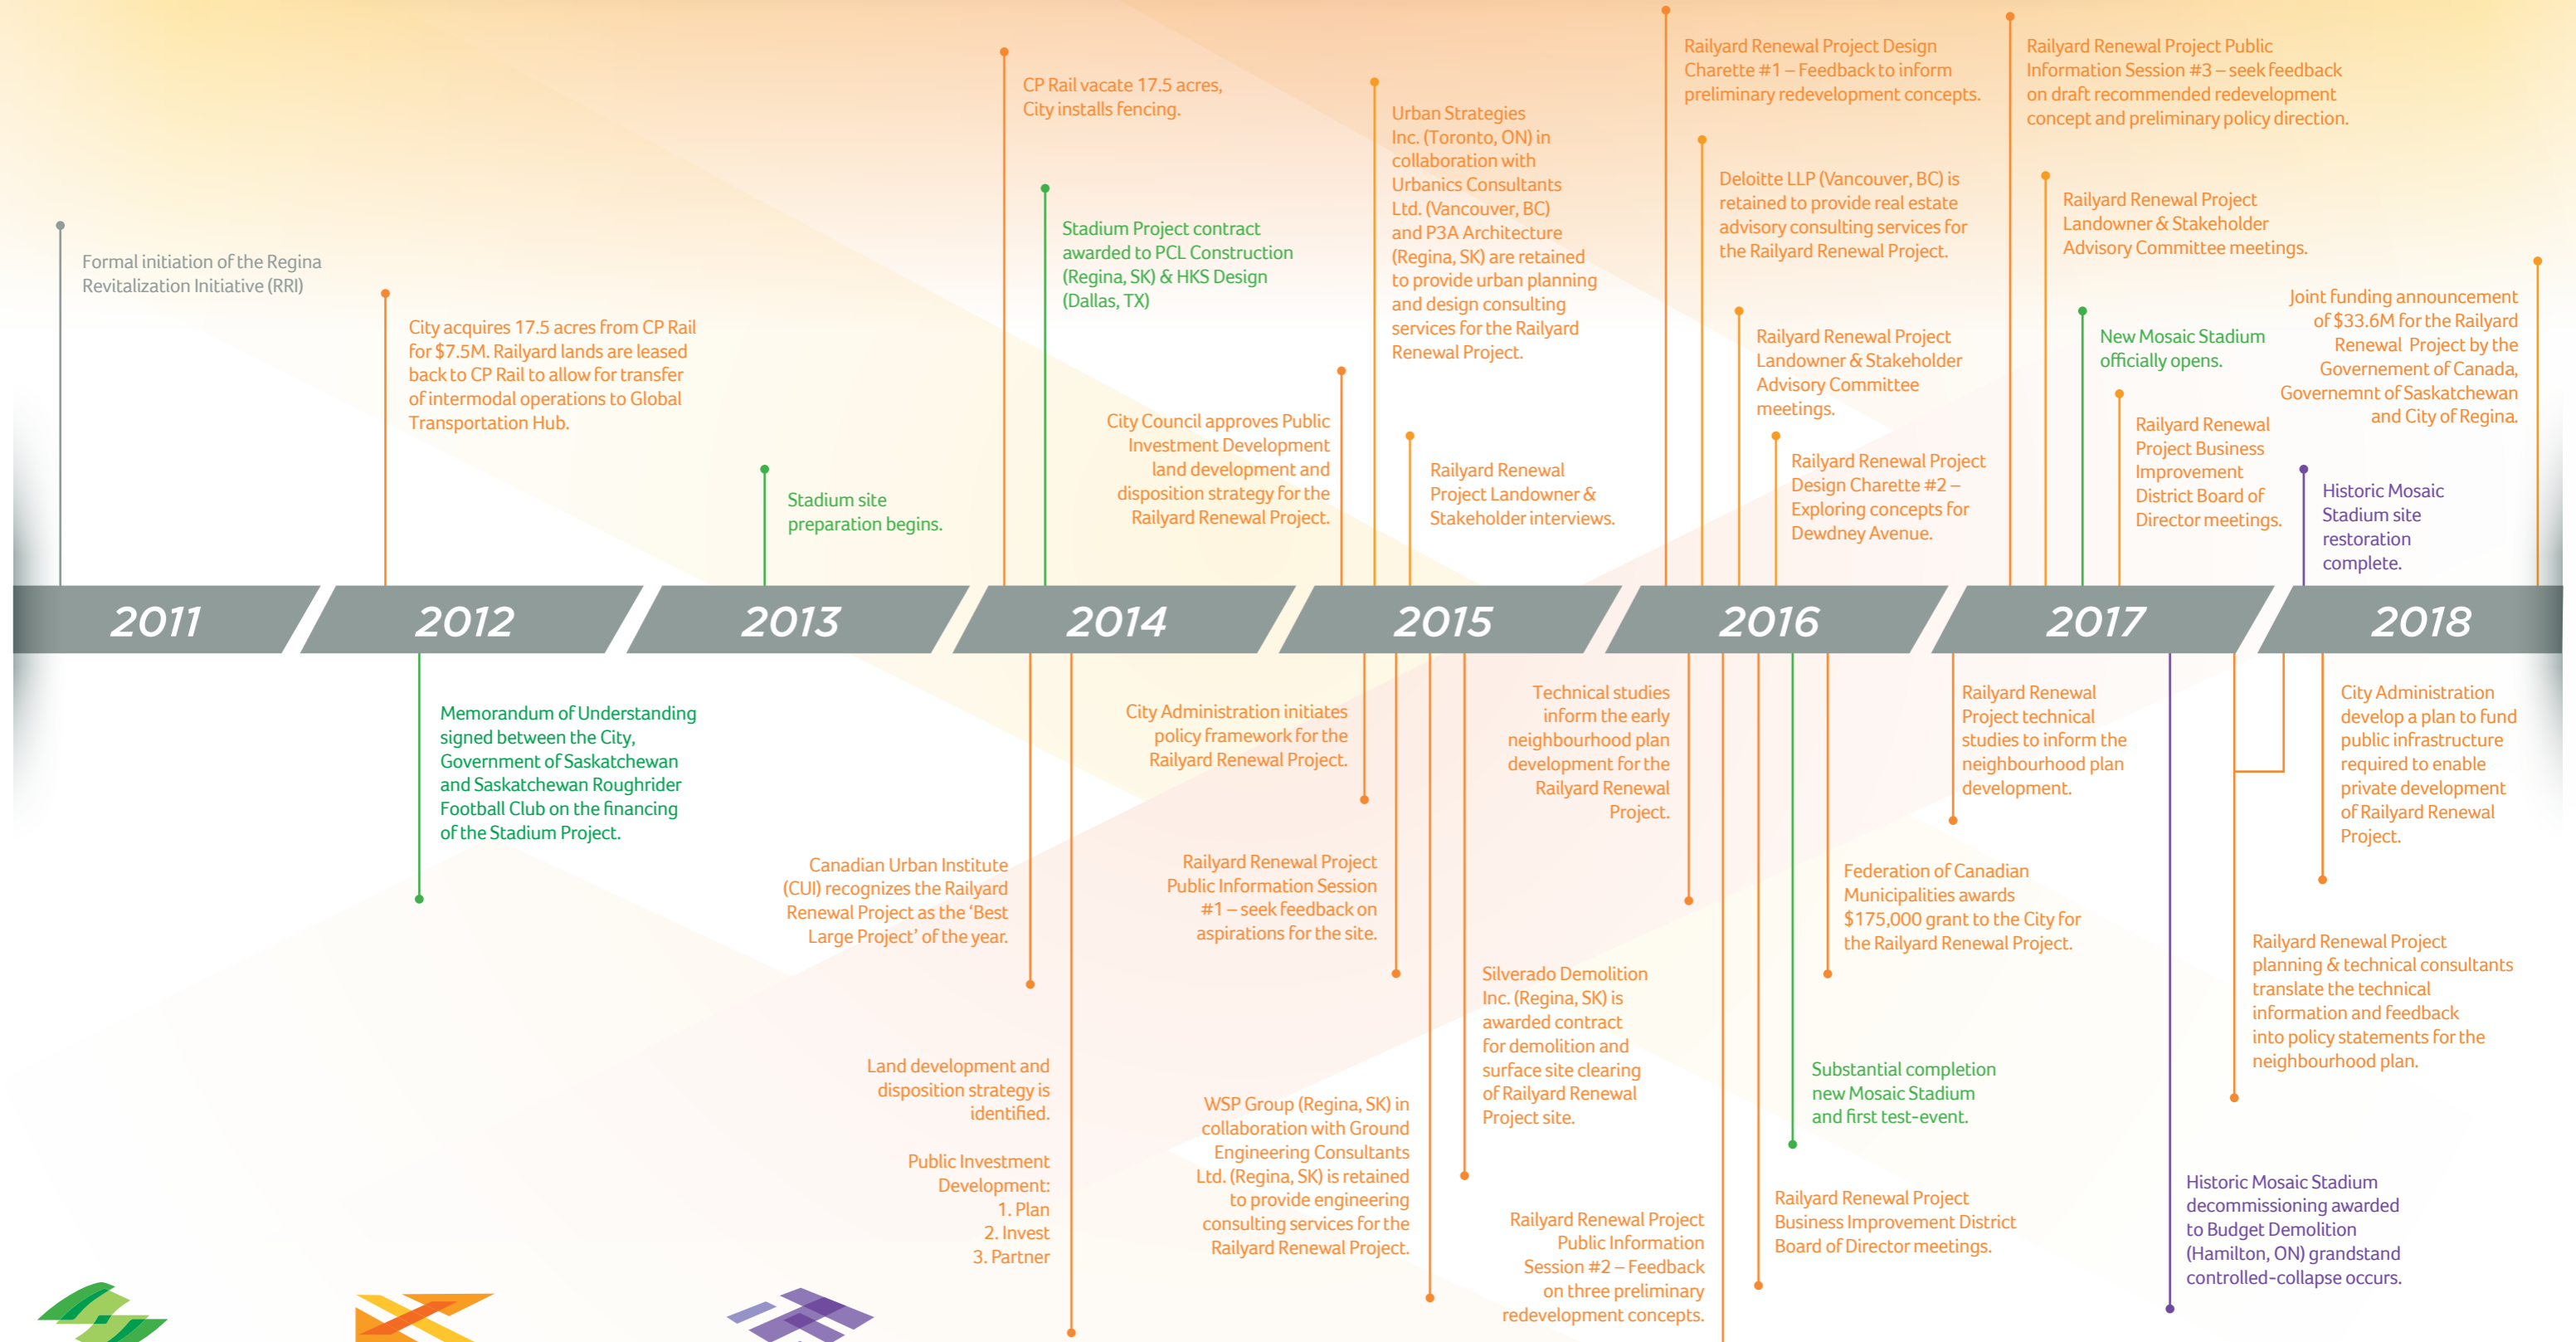 Formal initiation of the Regina
Revitalization Initiative (RRI)
City acquires 17.5 acres from CP Rail
for $7.5M. Railyard lands are leased
back to CP Rail to allow for transfer
of intermodal operations to Global
Transportation Hub.
Stadium site
preparation begins.
CP Rail vacate 17.5 acres,
City installs fencing.
Stadium Project contract
awarded to PCL Construction
(Regina, SK) & HKS Design
(Dallas, TX)
City Council approves Public
Investment Development
land development and
disposition strategy for the
Railyard Renewal Project.
Urban Strategies
Inc. (Toronto, ON) in
collaboration with
Urbanics Consultants
Ltd. (Vancouver, BC)
and P3A Architecture
(Regina, SK) are retained
to provide urban planning
and design consulting
services for the Railyard
Renewal Project.
Railyard Renewal
Project Landowner &
Stakeholder interviews.
Railyard Renewal Project Design
Charette #1 – Feedback to inform
preliminary redevelopment concepts.
Deloitte LLP (Vancouver, BC) is
retained to provide real estate
advisory consulting services for
the Railyard Renewal Project.
Railyard Renewal Project
Landowner & Stakeholder
Advisory Committee
meetings.
Railyard Renewal Project
Design Charette #2 –
Exploring concepts for
Dewdney Avenue.
Railyard Renewal Project Public
Information Session #3 – seek feedback
on draft recommended redevelopment
concept and preliminary policy direction.
Railyard Renewal Project
Landowner & Stakeholder
Advisory Committee meetings.
New Mosaic Stadium
officially opens.
Railyard Renewal
Project Business
Improvement
District Board of
Director meetings.
Joint funding announcement
of $33.6M for the Railyard
Renewal Project by the
Governement of Canada,
Governemnt of Saskatchewan
and City of Regina.
Historic Mosaic
Stadium site
restoration
complete.
2011
2012
2013
2014
2015
2016
2017
2018
Memorandum of Understanding
signed between the City,
Government of Saskatchewan
and Saskatchewan Roughrider
Football Club on the financing
of the Stadium Project.
Canadian Urban Institute
(CUI) recognizes the Railyard
Renewal Project as the ‘Best
Large Project’ of the year.
Land development and
disposition strategy is
identified.
Public Investment
Development:
1. Plan
2. Invest
3. Partner
City Administration initiates
policy framework for the
Railyard Renewal Project.
Railyard Renewal Project
Public Information Session
#1 – seek feedback on
aspirations for the site.
WSP Group (Regina, SK) in
collaboration with Ground
Engineering Consultants
Ltd. (Regina, SK) is retained
to provide engineering
consulting services for the
Railyard Renewal Project.
Silverado Demolition
Inc. (Regina, SK) is
awarded contract
for demolition and
surface site clearing
of Railyard Renewal
Project site.
Technical studies
inform the early
neighbourhood plan
development for the
Railyard Renewal
Project.
Railyard Renewal Project
Public Information
Session #2 – Feedback
on three preliminary
redevelopment concepts.
Railyard Renewal Project
Business Improvement District
Board of Director meetings.
Substantial completion
new Mosaic Stadium
and first test-event.
Federation of Canadian
Municipalities awards
$175,000 grant to the City for
the Railyard Renewal Project.
Railyard Renewal
Project technical
studies to inform the
neighbourhood plan
development.
Historic Mosaic Stadium
decommissioning awarded
to Budget Demolition
(Hamilton, ON) grandstand
controlled-collapse occurs.
Railyard Renewal Project
planning & technical consultants
translate the technical
information and feedback
into policy statements for the
neighbourhood plan.
City Administration
develop a plan to fund
public infrastructure
required to enable
private development
of Railyard Renewal
Project.